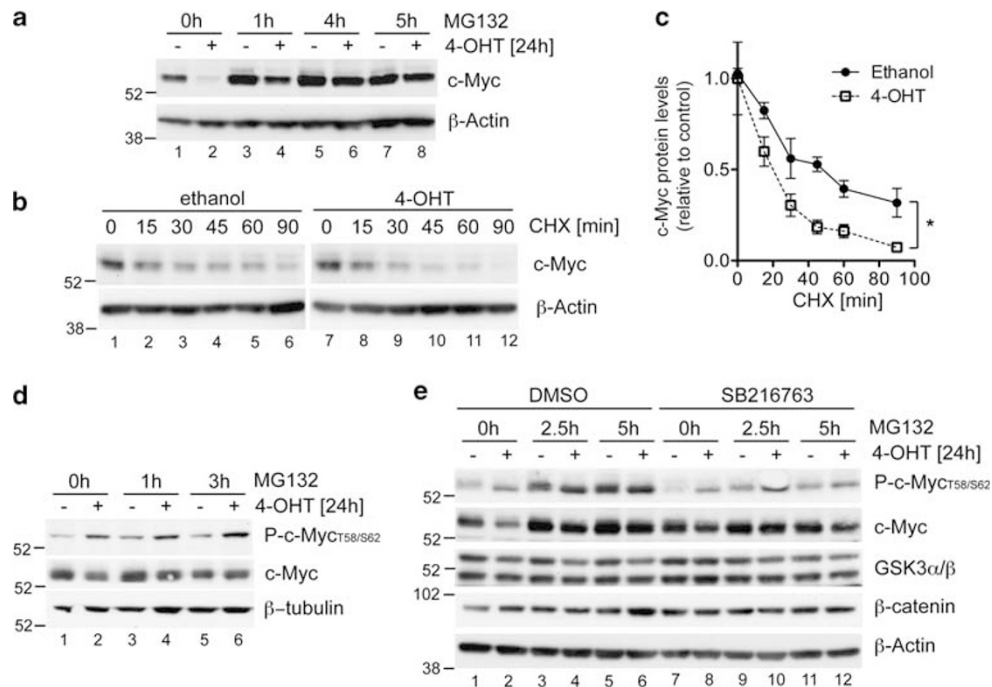 a
0h 1h 4h 5h MG132
- + - + - + - + 4-OHT [24h]
c-Myc
52
β-Actin
38
1 2 3 4 5 6 7 8
b
ethanol 4-OHT
0 15 30 45 60 90 0 15 30 45 60 90 CHX [min]
c-Myc
52
β-Actin
38
1 2 3 4 5 6 7 8 9 10 11 12
c
c-Myc protein levels
(relative to control)
1.0
0.5
0.0
Ethanol
4-OHT
*
0 20 40 60 80 100
CHX [min]
d
0h 1h 3h MG132
- + - + - + 4-OHT [24h]
P-c-MycT58/S62
52
c-Myc
52
β-tubulin
52
1 2 3 4 5 6
e
DMSO SB216763
0h 2.5h 5h 0h 2.5h 5h MG132
- + - + - + - + - + - + 4-OHT [24h]
P-c-MycT58/S62
52
c-Myc
52
GSK3α/β
52
102
β-catenin
β-Actin
38
1 2 3 4 5 6 7 8 9 10 11 12